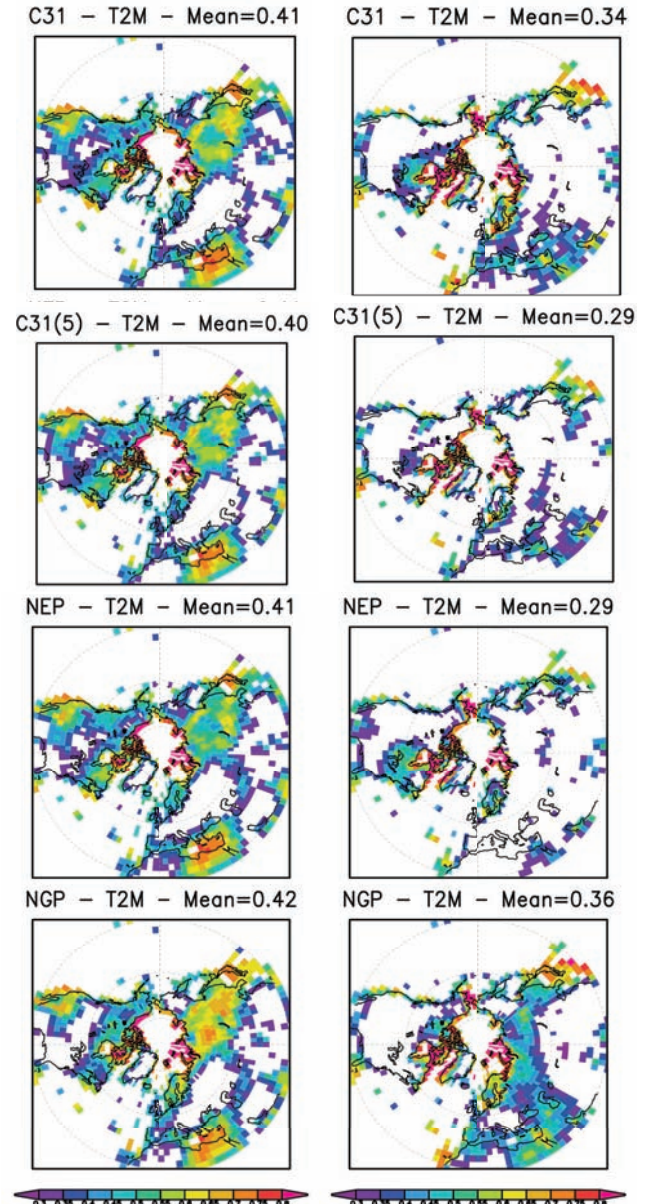 C31 – T2M – Mean=0.41
C31 – T2M – Mean=0.34
C31(5) – T2M – Mean=0.40
C31(5) – T2M – Mean=0.29
NEP – T2M – Mean=0.41
NEP – T2M – Mean=0.29
NGP – T2M – Mean=0.42
NGP – T2M – Mean=0.36